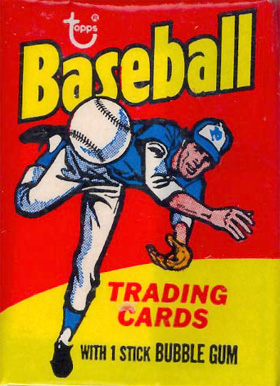 topps
®
Baseball
TRADING
CARDS
WITH 1 STICK BUBBLE GUM